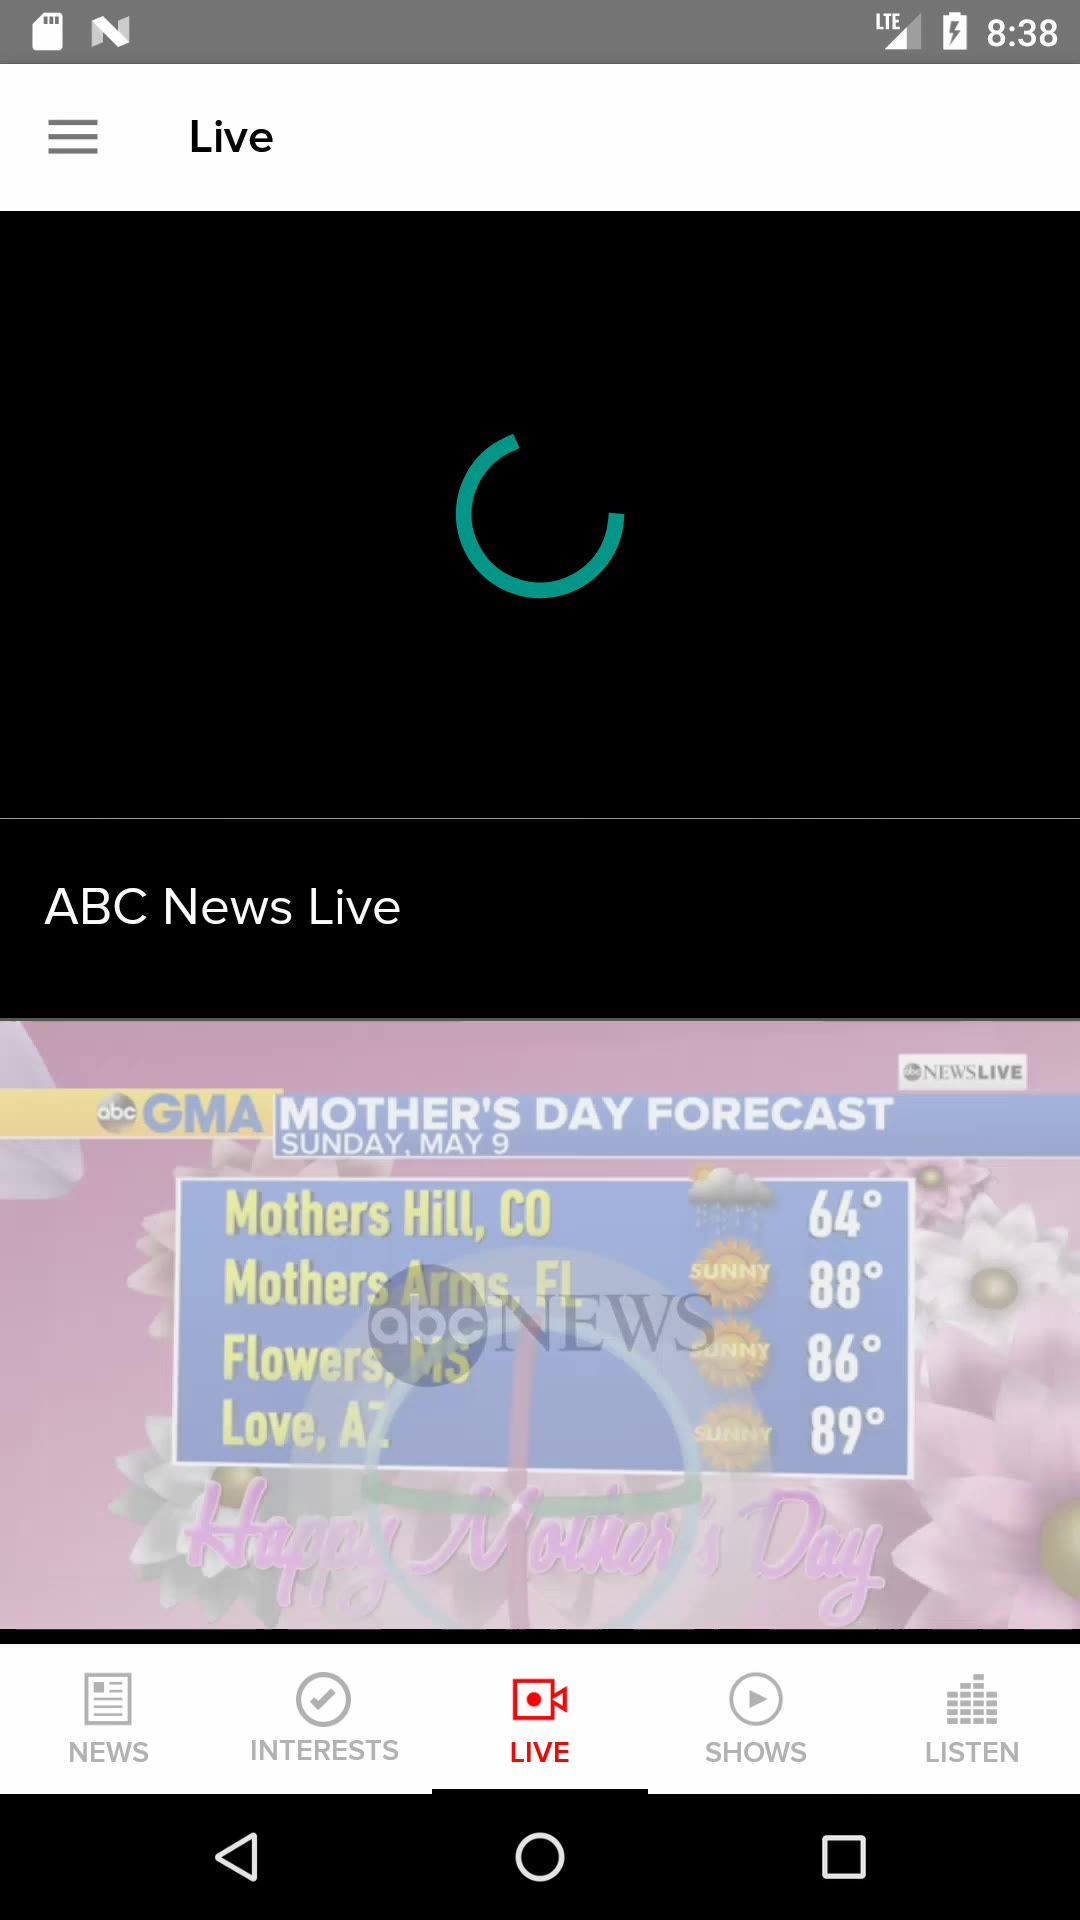 LTE 8:38
Live
ABC News Live
abc NEWSLIVE
abc GMA MOTHER'S DAY FORECAST
SUNDAY, MAY 9
Mothers Hill, CO 64°
Mothers Arms, FL SUNNY 88°
abc NEWS
Flowers, MS SUNNY 86°
Love, AZ SUNNY 89°
Happy Mother's Day
NEWS INTERESTS LIVE SHOWS LISTEN